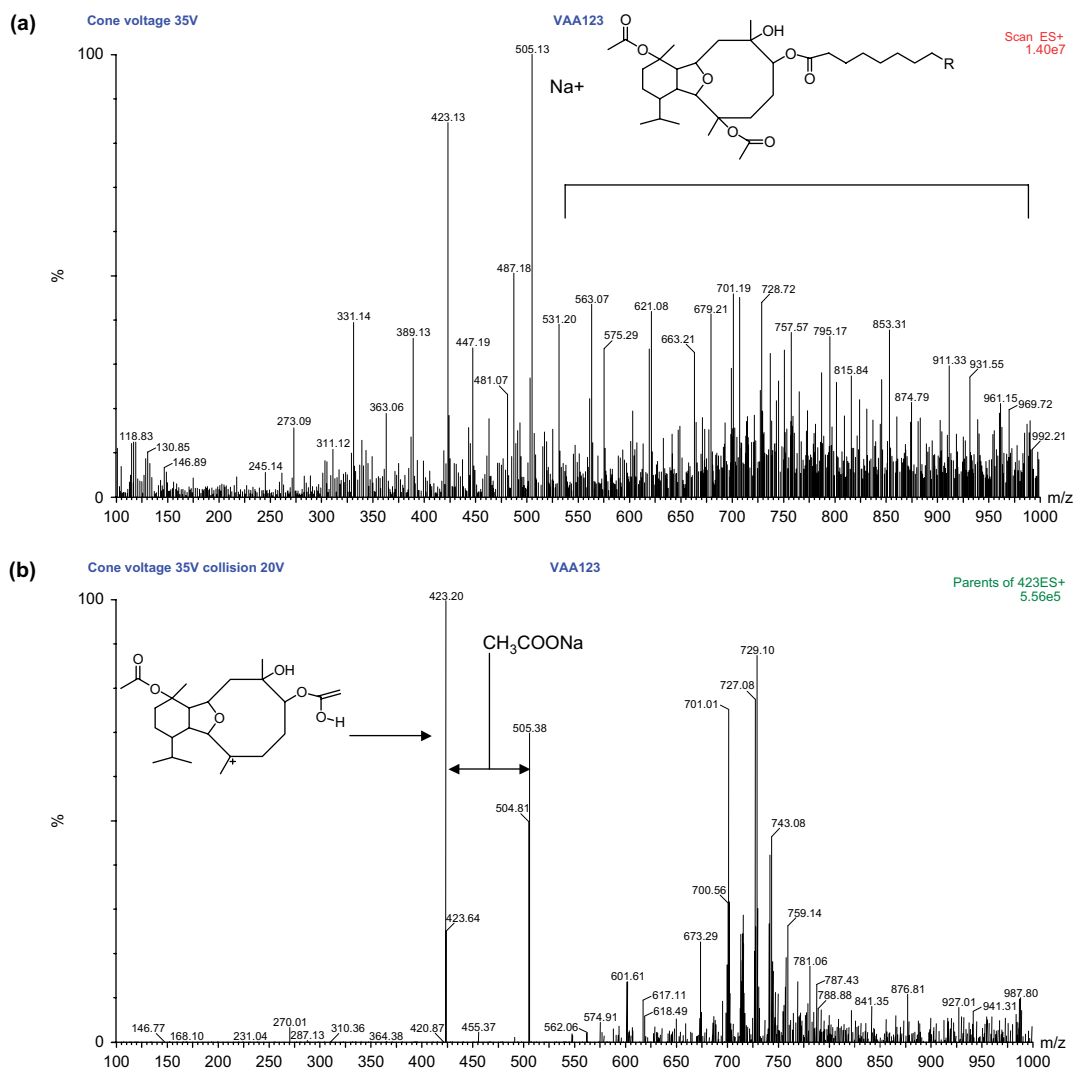 (a)
Cone voltage 35V
VAA123
Scan ES+
1.40e7
100
%
0
505.13
423.13
487.18
331.14
389.13
447.19
481.07
363.06
273.09
311.12
118.83
130.85
146.89
245.14
531.20
563.07
575.29
621.08
663.21
679.21
701.19
728.72
757.57
795.17
815.84
853.31
874.79
911.33
931.55
961.15
969.72
992.21
Na+
O
O
OH
O
O
O
R
O
O
100 150 200 250 300 350 400 450 500 550 600 650 700 750 800 850 900 950 1000 m/z
(b)
Cone voltage 35V collision 20V
VAA123
Parents of 423ES+
5.56e5
100
%
0
423.20
CH₃COONa
505.38
504.81
423.64
O
O
OH
O
O
O–H
+
146.77
168.10
231.04
270.01
287.13
310.36
364.38
420.87
455.37
562.06
574.91
601.61
617.11
618.49
673.29
700.56
701.01
727.08
729.10
743.08
759.14
781.06
787.43
788.88
841.35
876.81
927.01
941.31
987.80
100 150 200 250 300 350 400 450 500 550 600 650 700 750 800 850 900 950 1000 m/z